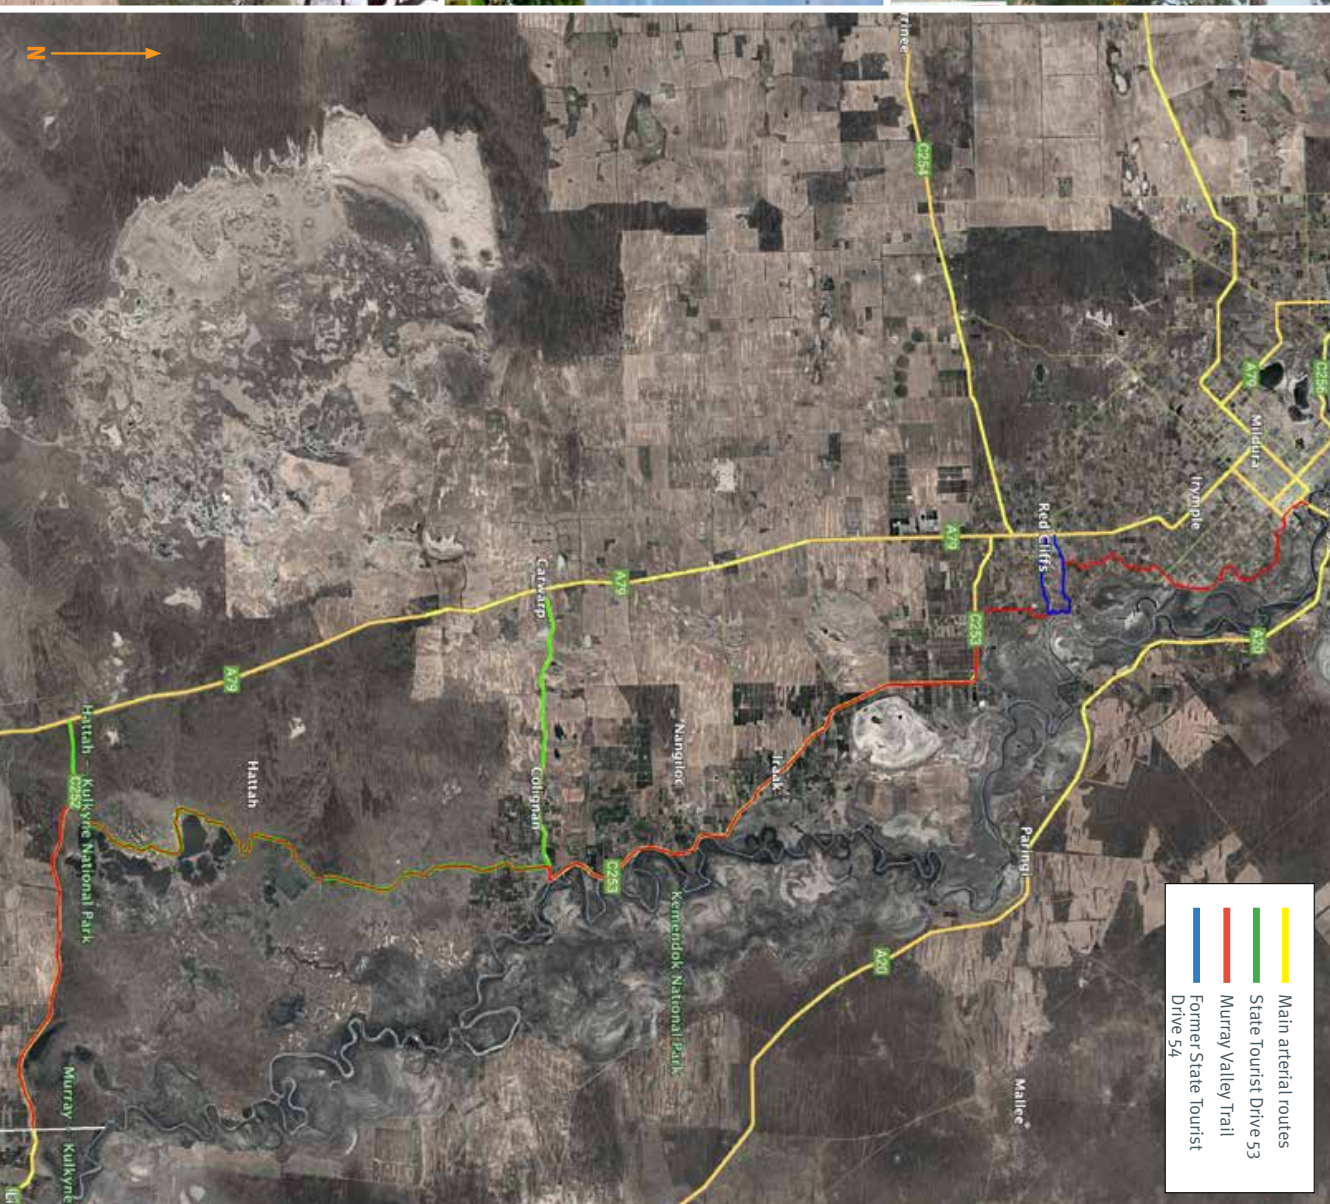 N
C254
A79
C256
Mildura
Irymple
Red Cliffs
A79
A20
C253
Carwarp
A79
A79
Nangiloc
Iraak
Colignan
Hattah
Hattah - Kulkyne National Park
C252
C253
Paringi
Kemendok National Park
A20
Mallee
Murray - Kulkyne
Main arterial routes
State Tourist Drive 53
Murray Valley Trail
Former State Tourist
Drive 54